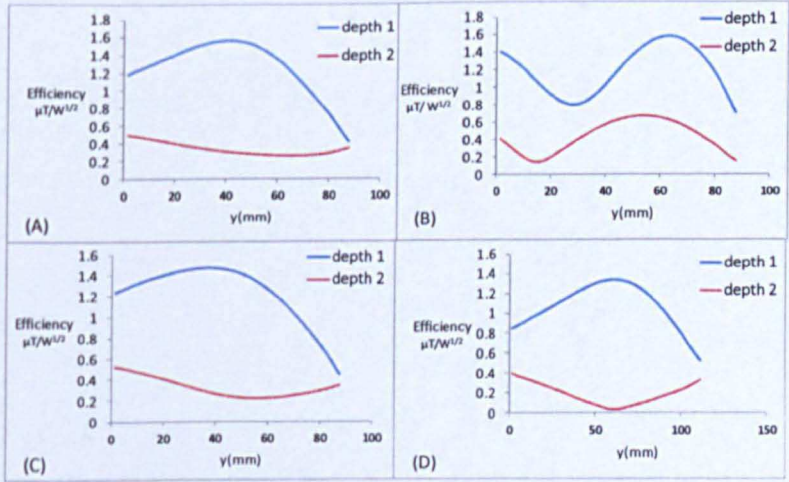 1.8
1.6
1.4
1.2
1
0.8
0.6
0.4
0.2
0
Efficiency
µT/W1/2
0 20 40 60 80 100
y(mm)
depth 1
depth 2
(A)
1.8
1.6
1.4
1.2
1
0.8
0.6
0.4
0.2
0
Efficiency
µT/ W1/2
0 20 40 60 80 100
y(mm)
depth 1
depth 2
(B)
1.6
1.4
1.2
1
0.8
0.6
0.4
0.2
0
Efficiency
µT/W1/2
0 20 40 60 80 100
y(mm)
depth 1
depth 2
(C)
1.6
1.4
1.2
1
0.8
0.6
0.4
0.2
0
Efficiency
µT/W1/2
0 50 100 150
y(mm)
depth 1
depth 2
(D)